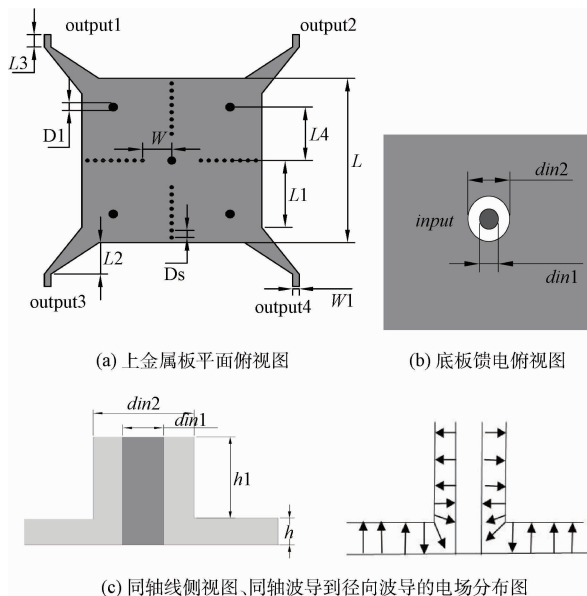 output1
output2
L3
D1
W
L4
L
L1
L2
Ds
output3
output4
W1
(a) 上金属板平面俯视图
din2
input
din1
(b) 底板馈电俯视图
din2
din1
h1
h
(c) 同轴线侧视图、同轴波导到径向波导的电场分布图